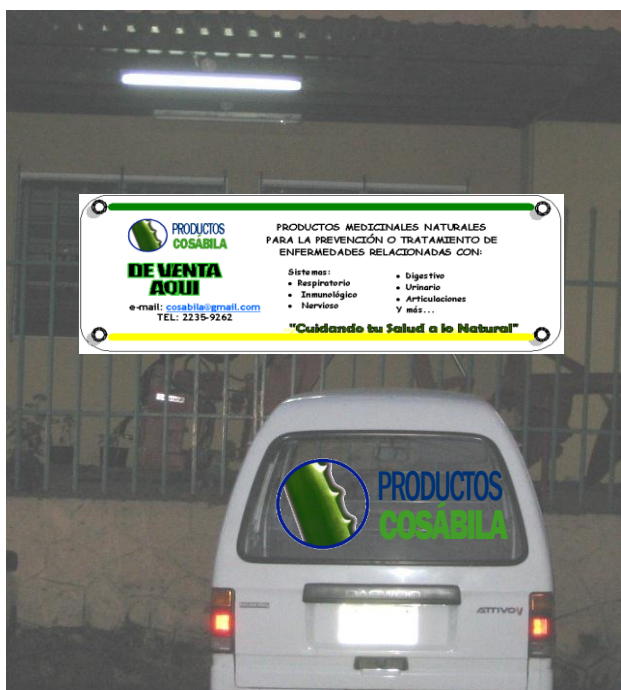 PRODUCTOS
COSÁBILA
DE VENTA
AQUI
e-mail: cosabila@gmail.com
TEL: 2235-9262
PRODUCTOS MEDICINALES NATURALES
PARA LA PREVENCIÓN O TRATAMIENTO DE
ENFERMEDADES RELACIONADAS CON:
Sistemas:
• Respiratorio
• Inmunológico
• Nervioso
• Digestivo
• Urinario
• Articulaciones
Y más...
"Cuidando tu Salud a lo Natural"
PRODUCTOS
COSÁBILA
DAEWOO
ATTIVO